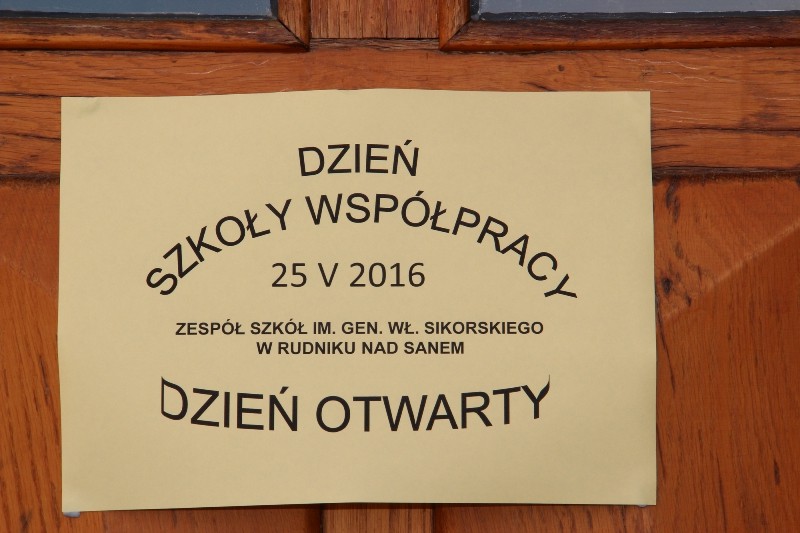 DZIEŃ
SZKOŁY WSPÓŁPRACY
25 V 2016
ZESPÓŁ SZKÓŁ IM. GEN. WŁ. SIKORSKIEGO
W RUDNIKU NAD SANEM
DZIEŃ OTWARTY